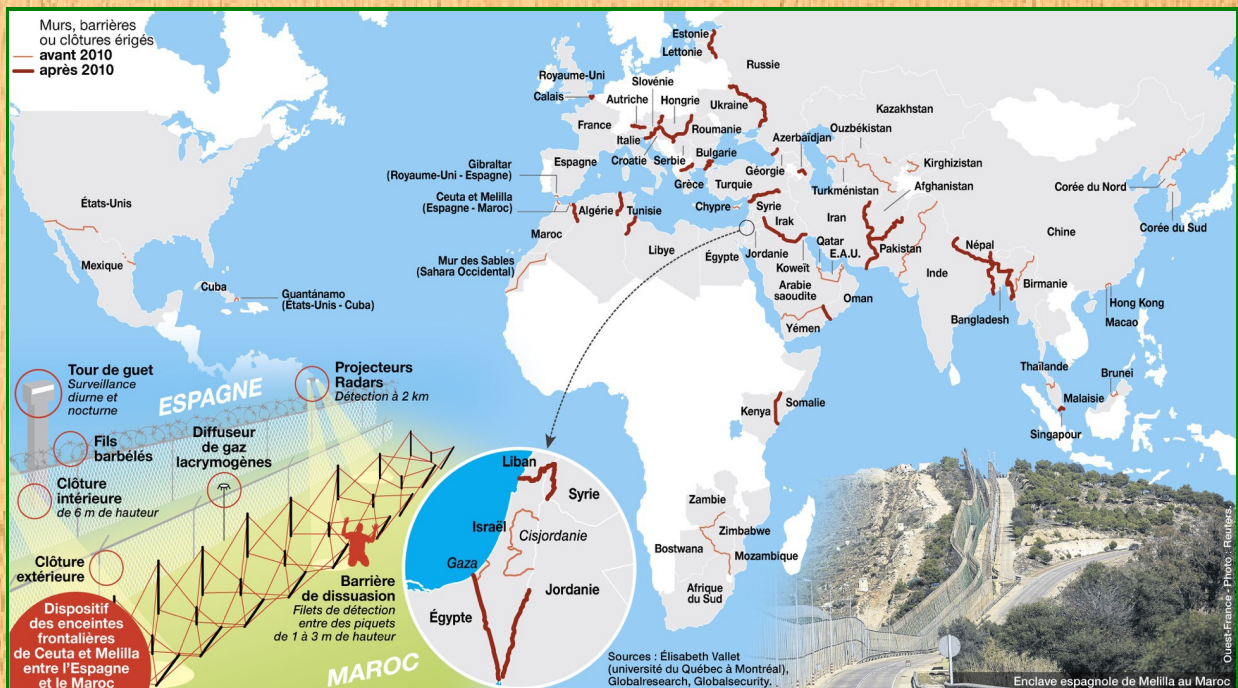 Murs, barrières
ou clôtures érigés
avant 2010
après 2010
Estonie
Lettonie
Russie
Royaume-Uni
Slovénie
Calais
Autriche
Hongrie
Ukraine
Kazakhstan
France
Roumanie
Ouzbékistan
Azerbaïdjan
Italie
Croatie
Serbie
Bulgarie
Géorgie
Kirghizistan
Gibraltar
(Royaume-Uni - Espagne)
Espagne
Grèce
Turquie
Turkménistan
Afghanistan
Corée du Nord
Ceuta et Melilla
(Espagne - Maroc)
Algérie
Tunisie
Chypre
Syrie
Irak
Iran
Corée du Sud
États-Unis
Maroc
Libye
Égypte
Jordanie
Qatar
E.A.U.
Pakistan
Népal
Chine
Mexique
Mur des Sables
(Sahara Occidental)
Koweït
Arabie
saoudite
Oman
Inde
Birmanie
Cuba
Guantánamo
(États-Unis - Cuba)
Yémen
Bangladesh
Hong Kong
Macao
Thaïlande
Brunei
Malaisie
Singapour
Kenya
Somalie
Zambie
Zimbabwe
Bostwana
Mozambique
Afrique
du Sud
Tour de guet
Surveillance
diurne et
nocturne
ESPAGNE
Projecteurs
Radars
Détection à 2 km
Fils
barbélés
Diffuseur
de gaz
lacrymogènes
Clôture
intérieure
de 6 m de hauteur
Clôture
extérieure
Barrière
de dissuasion
Filets de détection
entre des piquets
de 1 à 3 m de hauteur
MAROC
Dispositif
des enceintes
frontalières
de Ceuta et Melilla
entre l'Espagne
et le Maroc
Liban
Syrie
Israël
Cisjordanie
Gaza
Jordanie
Égypte
Sources : Élisabeth Vallet
(université du Québec à Montréal),
Globalresearch, Globalsecurity.
Enclave espagnole de Melilla au Maroc
Ouest-France - Photo : Reuters.